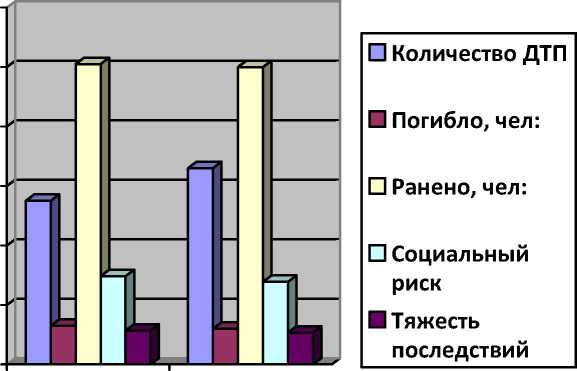 Количество ДТП
Погибло, чел:
Ранено, чел:
Социальный
риск
Тяжесть
последствий